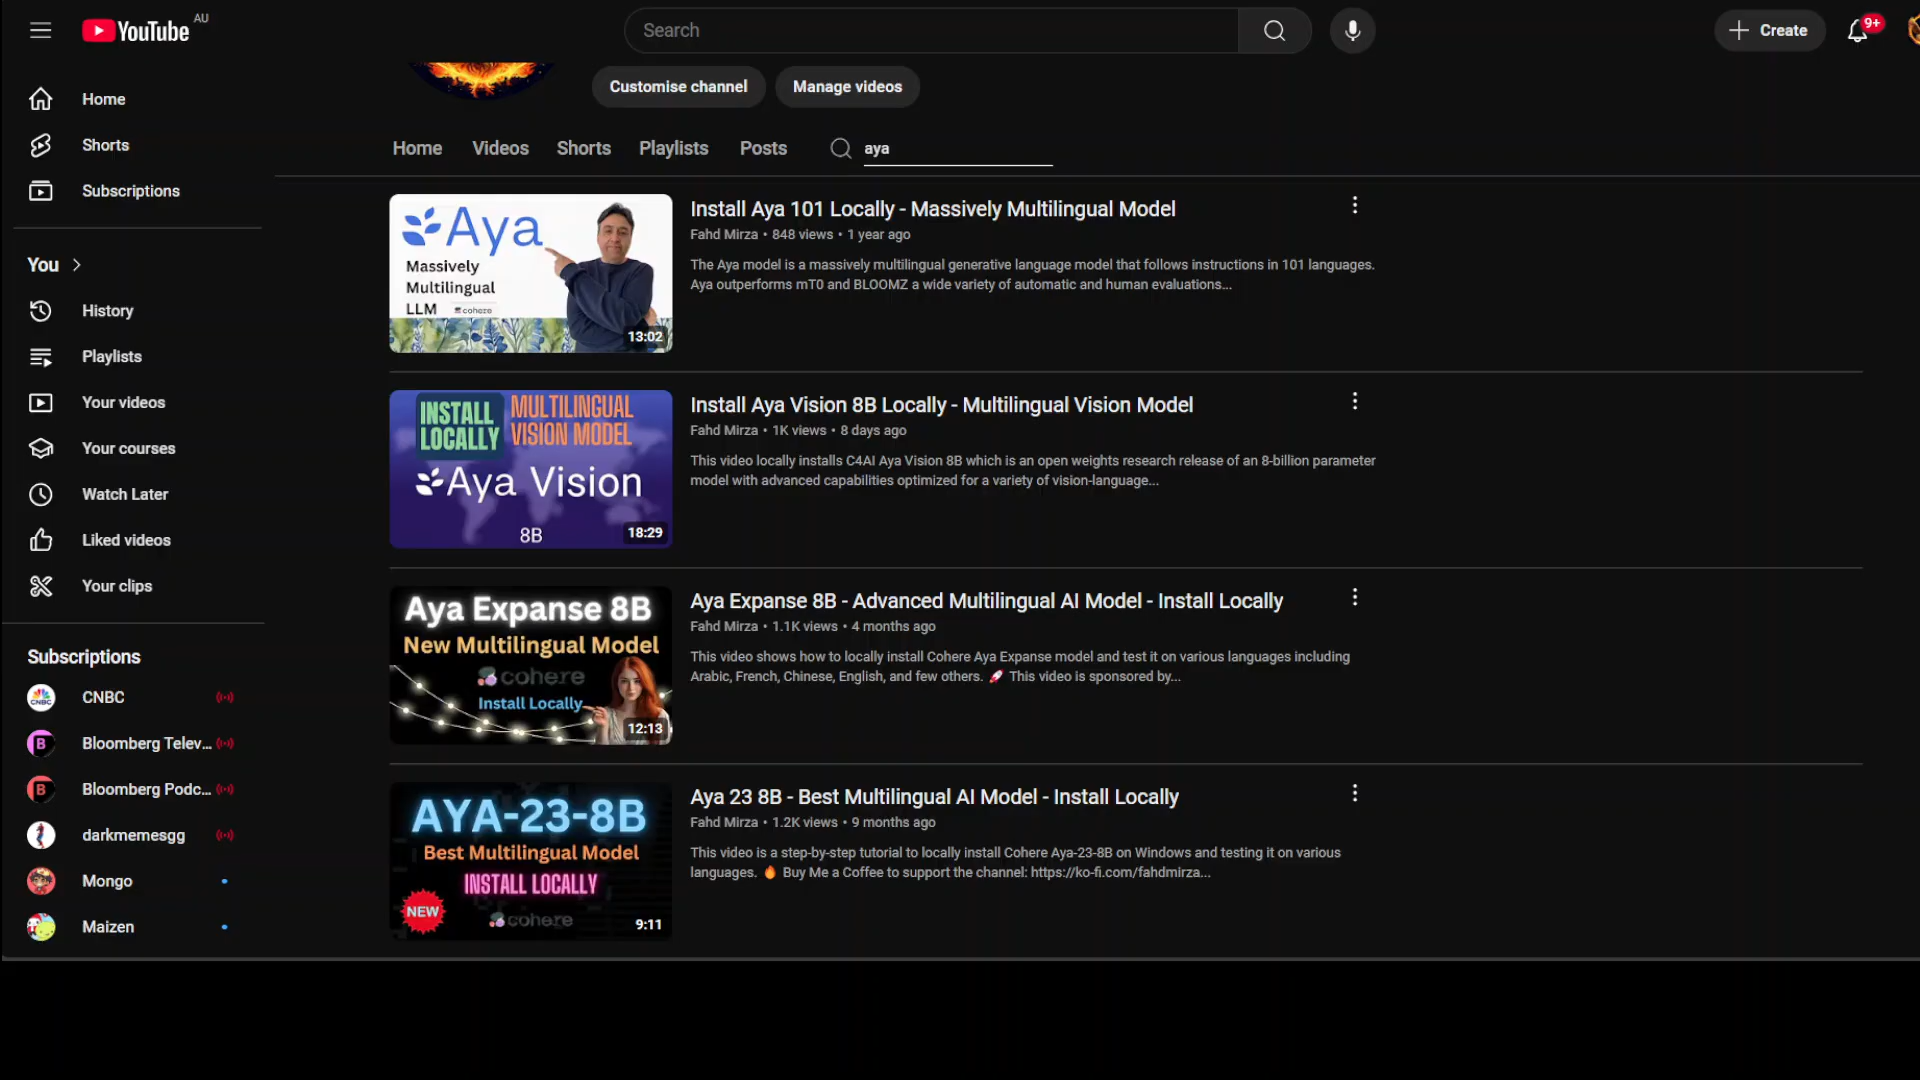 YouTube AU
Search
Create
9+
Customise channel
Manage videos
Home
Shorts
Subscriptions
You
History
Playlists
Your videos
Your courses
Watch Later
Liked videos
Your clips
Subscriptions
CNBC
Bloomberg Telev...
Bloomberg Podc...
darkmemesgg
Mongo
Maizen
Home Videos Shorts Playlists Posts aya
Aya
Massively
Multilingual
LLM cohere
13:02
Install Aya 101 Locally - Massively Multilingual Model
Fahd Mirza • 848 views • 1 year ago
The Aya model is a massively multilingual generative language model that follows instructions in 101 languages.
Aya outperforms mT0 and BLOOMZ a wide variety of automatic and human evaluations...
INSTALL
LOCALLY
MULTILINGUAL
VISION MODEL
Aya Vision
8B
18:29
Install Aya Vision 8B Locally - Multilingual Vision Model
Fahd Mirza • 1K views • 8 days ago
This video locally installs C4AI Aya Vision 8B which is an open weights research release of an 8-billion parameter
model with advanced capabilities optimized for a variety of vision-language...
Aya Expanse 8B
New Multilingual Model
cohere
Install Locally
12:13
Aya Expanse 8B - Advanced Multilingual AI Model - Install Locally
Fahd Mirza • 1.1K views • 4 months ago
This video shows how to locally install Cohere Aya Expanse model and test it on various languages including
Arabic, French, Chinese, English, and few others. 🚀 This video is sponsored by...
AYA-23-8B
Best Multilingual Model
INSTALL LOCALLY
NEW
cohere
9:11
Aya 23 8B - Best Multilingual AI Model - Install Locally
Fahd Mirza • 1.2K views • 9 months ago
This video is a step-by-step tutorial to locally install Cohere Aya-23-8B on Windows and testing it on various
languages. 🔥 Buy Me a Coffee to support the channel: https://ko-fi.com/fahdmirza...